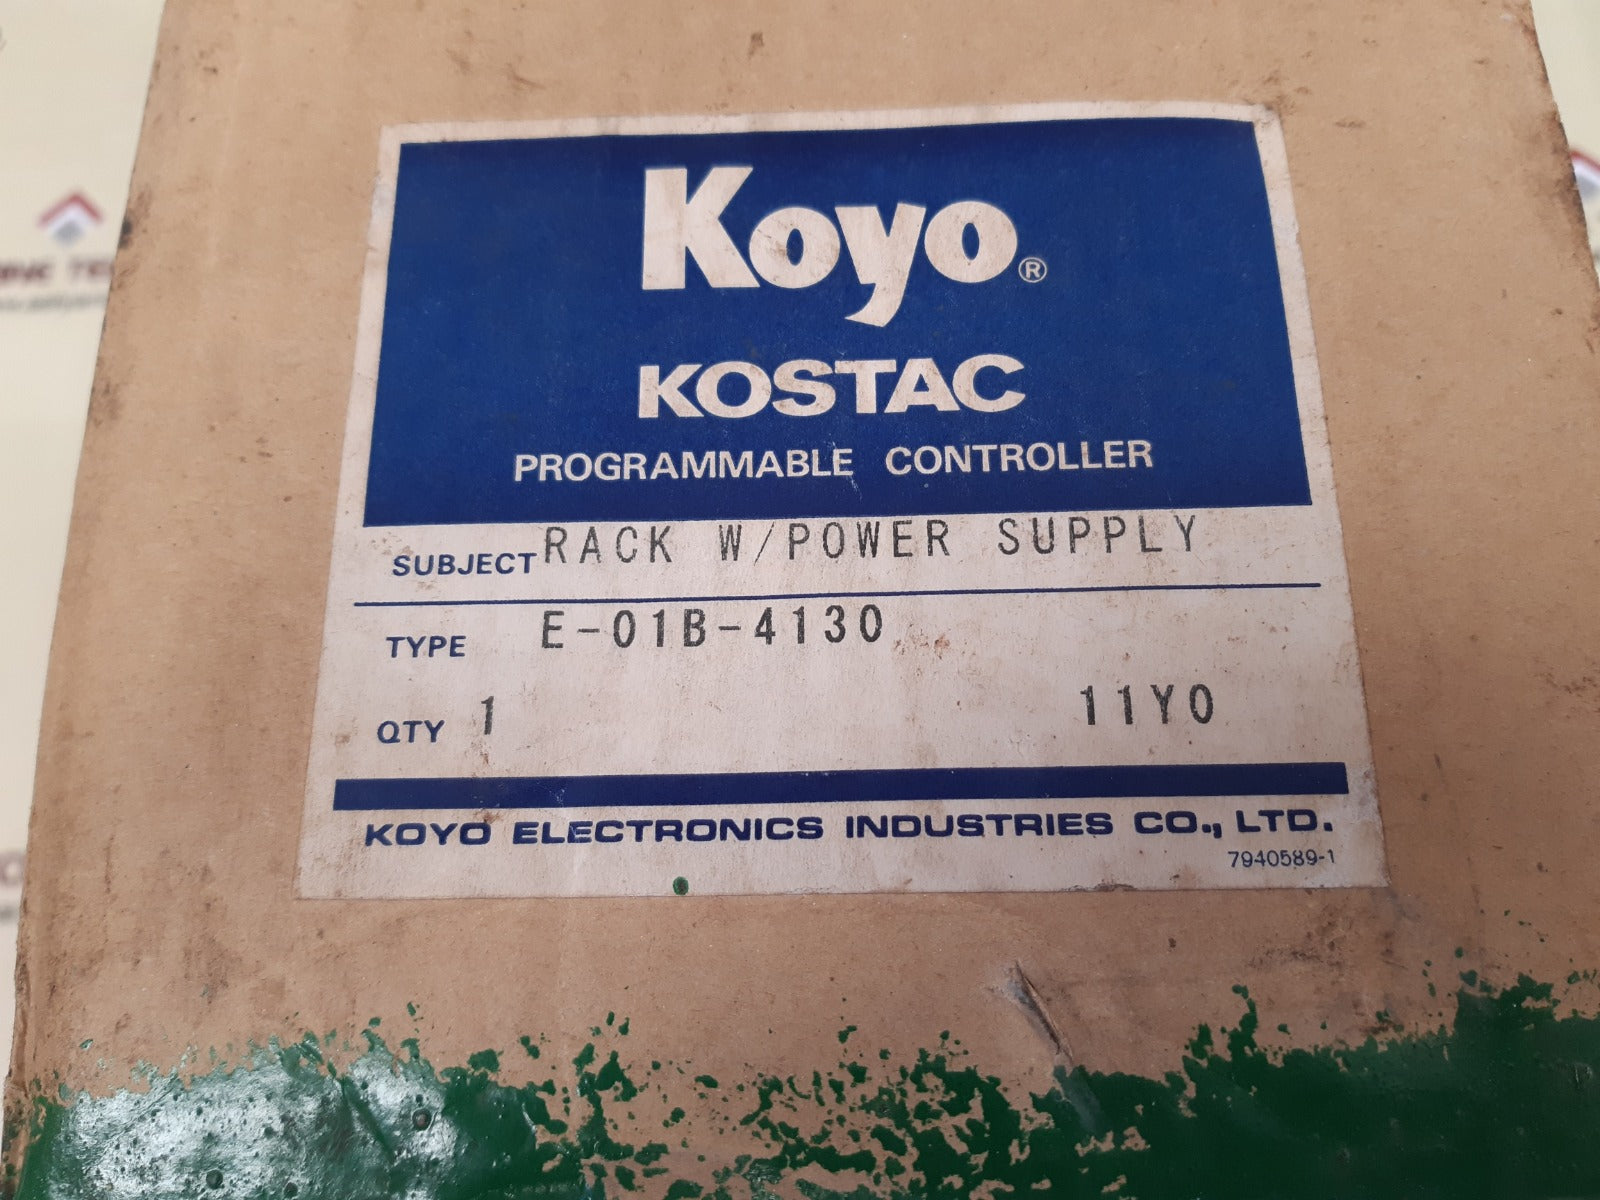 Koyo®
KOSTAC
PROGRAMMABLE CONTROLLER
SUBJECT RACK W/POWER SUPPLY
TYPE E-01B-4130
QTY 1 11Y0
KOYO ELECTRONICS INDUSTRIES CO., LTD.
7940589-1